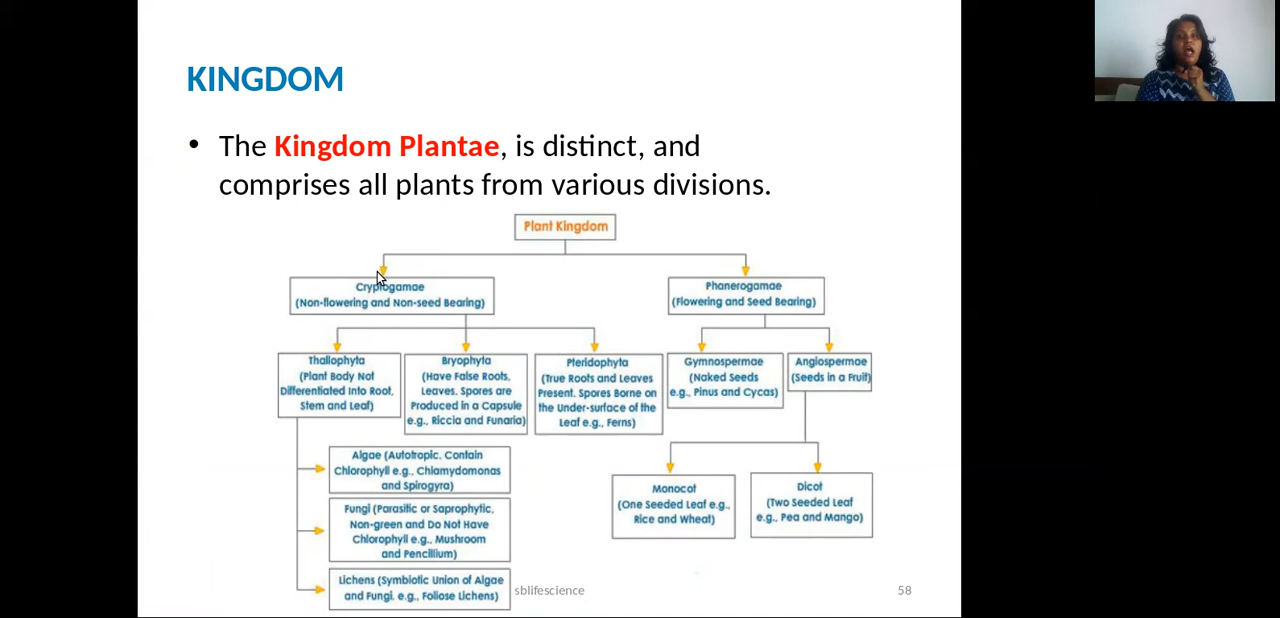 KINGDOM
• The Kingdom Plantae, is distinct, and
comprises all plants from various divisions.
Plant Kingdom
Cryptogamae
(Non-flowering and Non-seed Bearing)
Phanerogamae
(Flowering and Seed Bearing)
Thallophyta
(Plant Body Not
Differentiated Into Root,
Stem and Leaf)
Bryophyta
(Have False Roots,
Leaves. Spores are
Produced in a Capsule
e.g., Riccia and Funaria)
Pteridophyta
(True Roots and Leaves
Present. Spores Borne on
the Under-surface of the
Leaf e.g., Ferns)
Gymnospermae
(Naked Seeds
e.g., Pinus and Cycas)
Angiospermae
(Seeds in a Fruit)
Algae (Autotropic. Contain
Chlorophyll e.g., Chlamydomonas
and Spirogyra)
Fungi (Parasitic or Saprophytic,
Non-green and Do Not Have
Chlorophyll e.g., Mushroom
and Pencillium)
Lichens (Symbiotic Union of Algae
and Fungi. e.g., Foliose Lichens)
Monocot
(One Seeded Leaf e.g.,
Rice and Wheat)
Dicot
(Two Seeded Leaf
e.g., Pea and Mango)
sblifescience
58